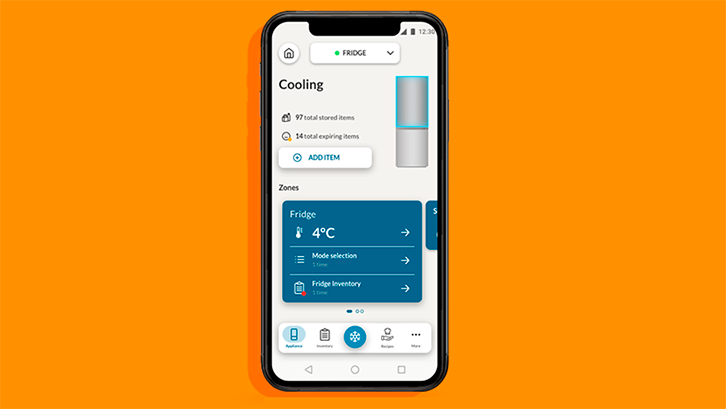 12:30
FRIDGE
Cooling
97 total stored items
14 total expiring items
ADD ITEM
Zones
Fridge
S
4°C
Mode selection
1 time
Fridge Inventory
1 time
Appliance
Inventory
Recipes
More